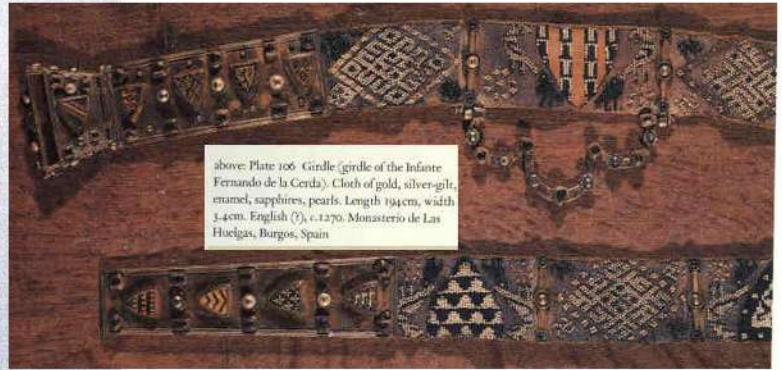 above: Plate 106 Girdle (girdle of the Infante
Fernando de la Cerda). Cloth of gold, silver-gilt,
enamel, sapphires, pearls. Length 194cm, width
3.4cm. English (?), c.1270. Monasterio de Las
Huelgas, Burgos, Spain